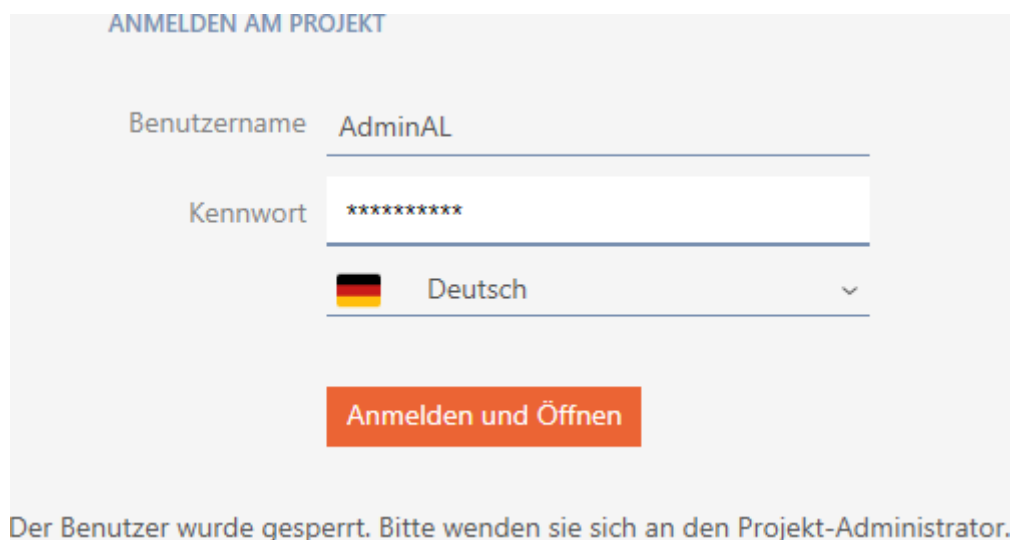 ANMELDEN AM PROJEKT
Benutzername AdminAL
Kennwort **********
Deutsch
Anmelden und Öffnen
Der Benutzer wurde gesperrt. Bitte wenden sie sich an den Projekt-Administrator.